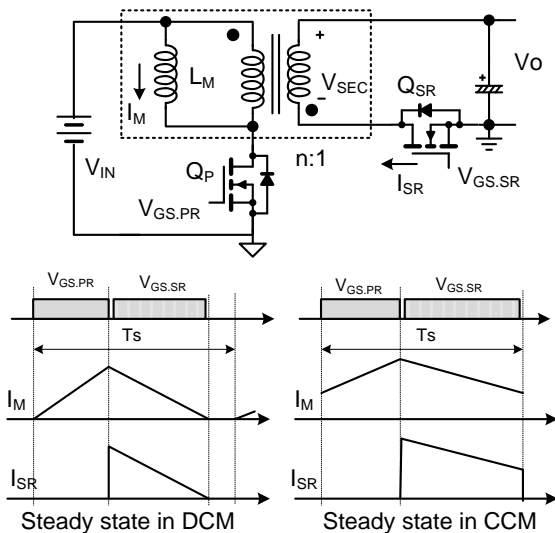 +
L_M
I_M
V_SEC
Q_SR
+
Vo
V_IN
Q_P
n:1
I_SR
V_GS.SR
V_GS.PR
V_GS.PR
V_GS.SR
Ts
I_M
I_SR
Steady state in DCM
V_GS.PR
V_GS.SR
Ts
I_M
I_SR
Steady state in CCM